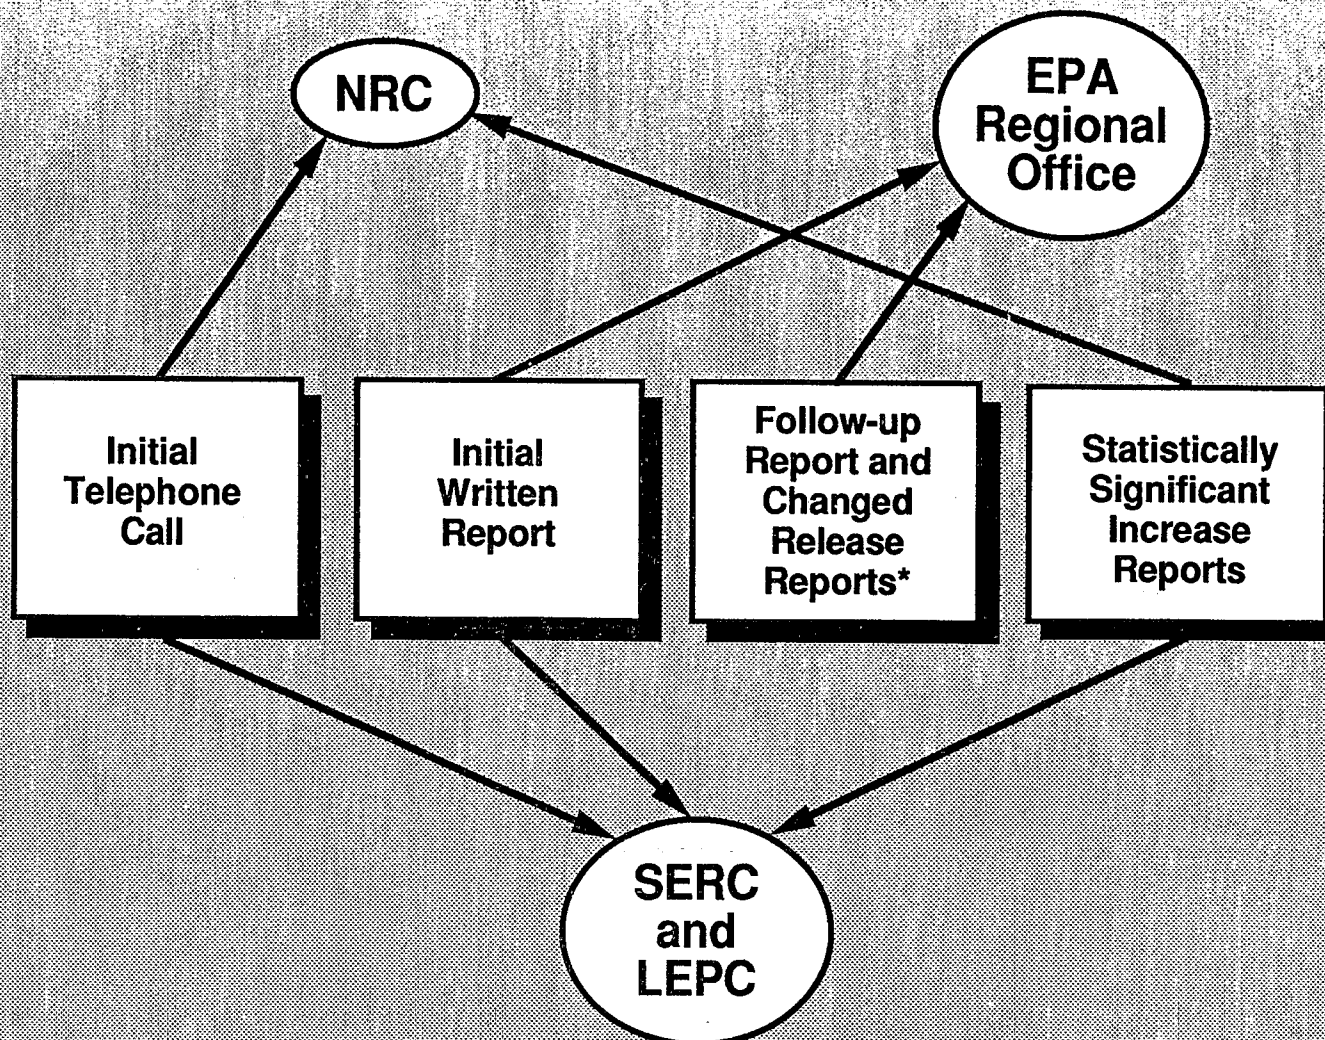 NRC
EPA
Regional
Office
Initial
Telephone
Call
Initial
Written
Report
Follow-up
Report and
Changed
Release
Reports*
Statistically
Significant
Increase
Reports
SERC
and
LEPC